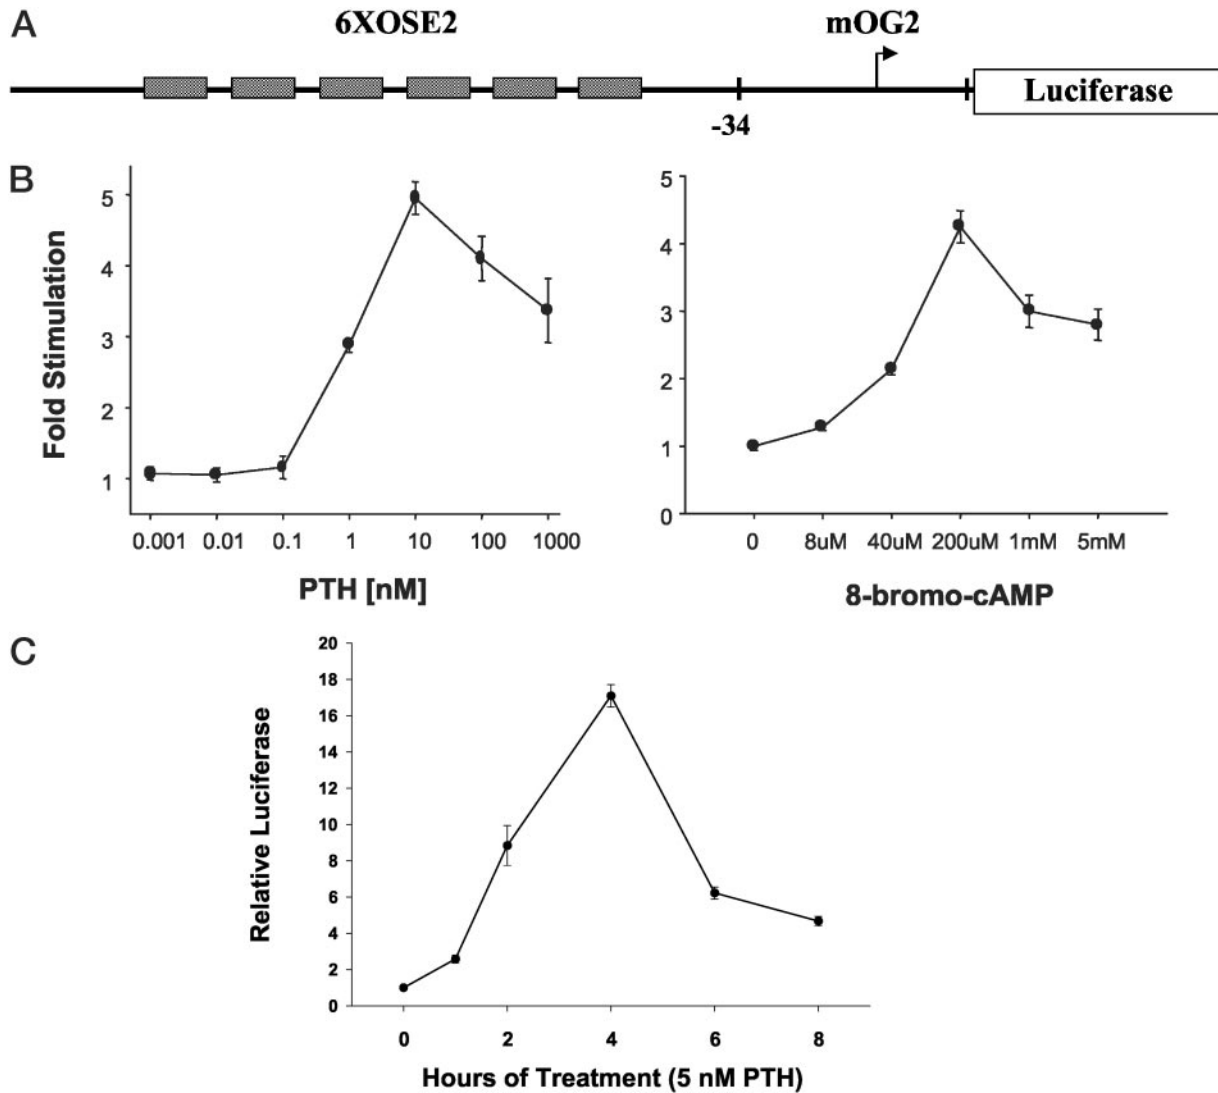 A
6XOSE2
mOG2
Luciferase
-34
B
Fold Stimulation
5
4
3
2
1
0.001 0.01 0.1 1 10 100 1000
PTH [nM]
5
4
3
2
1
0
0 8uM 40uM 200uM 1mM 5mM
8-bromo-cAMP
C
Relative Luciferase
20
18
16
14
12
10
8
6
4
2
0
0 2 4 6 8
Hours of Treatment (5 nM PTH)